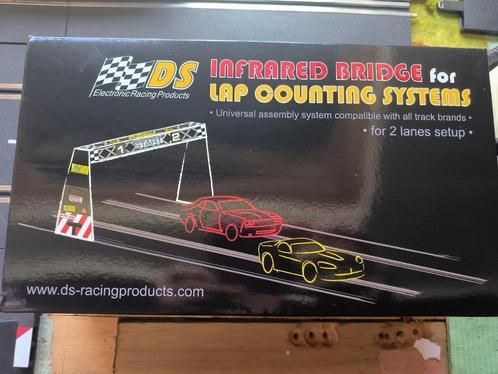 DS
Electronic Racing Products
INFRARED BRIDGE for
LAP COUNTING SYSTEMS
• Universal assembly system compatible with all track brands •
• for 2 lanes setup •
1 START 2
www.ds-racingproducts.com